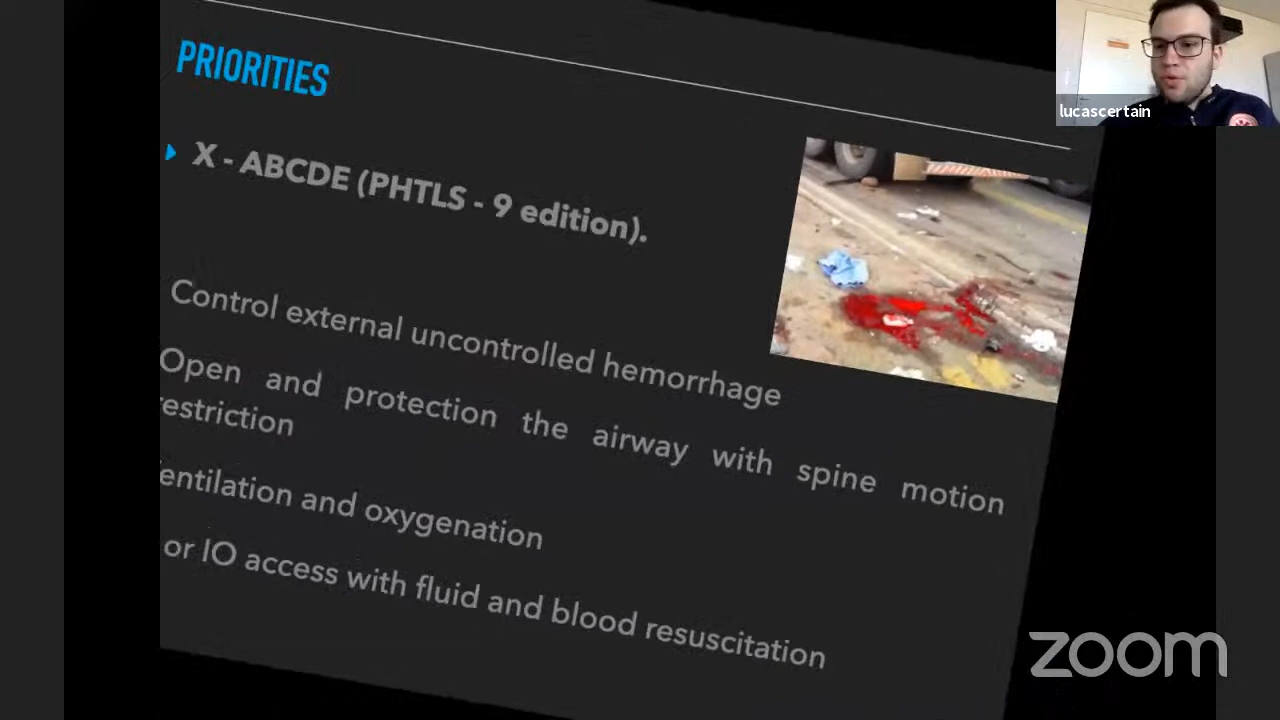 PRIORITIES
lucascertain
X - ABCDE (PHTLS - 9 edition).
Control external uncontrolled hemorrhage
Open and protection the airway with spine motion
estriction
entilation and oxygenation
or IO access with fluid and blood resuscitation
zoom